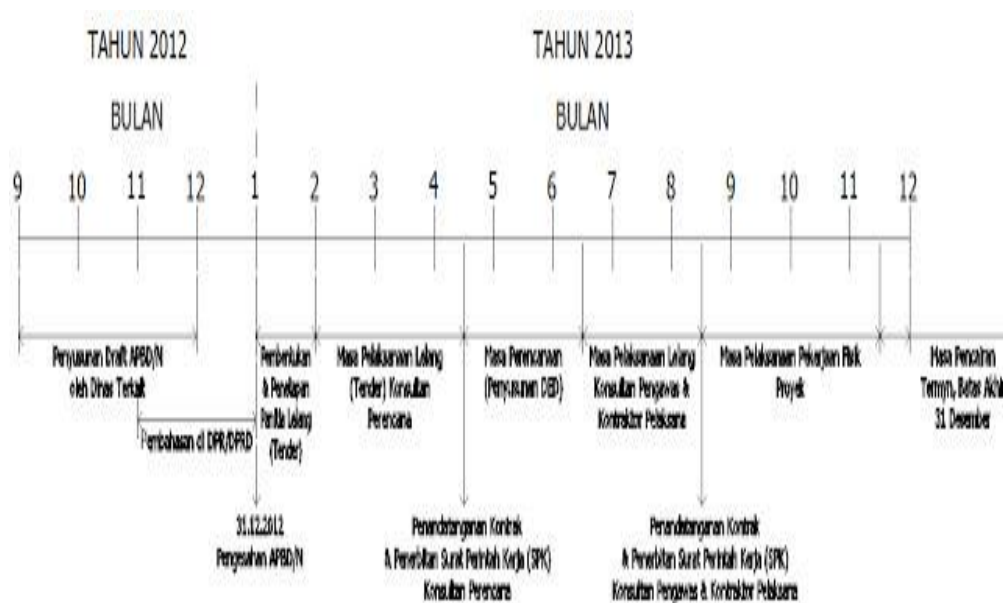 TAHUN 2012
TAHUN 2013
BULAN
BULAN
9 10 11 12 1 2 3 4 5 6 7 8 9 10 11 12
Penyusunan Draft APBD/N
oleh Dinas Terkait
Pembentukan
& Penetapan
Panitia Lelang
(Tender)
Masa Pelaksanaan Lelang
(Tender) Konsultan
Perencana
Masa Perencanaan
(Penyusunan DED)
Masa Pelaksanaan Lelang
Konsultan Pengawas &
Kontraktor Pelaksana
Masa Pelaksanaan Pekerjaan Fisik
Proyek
Masa Pencairan
Termyn, Batas Akhir
31 Desember
Pembahasan di DPR/DPRD
31.12.2012
Pengesahan APBD/N
Penandatanganan Kontrak
& Penerbitan Surat Perintah Kerja (SPK)
Konsultan Perencana
Penandatanganan Kontrak
& Penerbitan Surat Perintah Kerja (SPK)
Konsultan Pengawas & Kontraktor Pelaksana